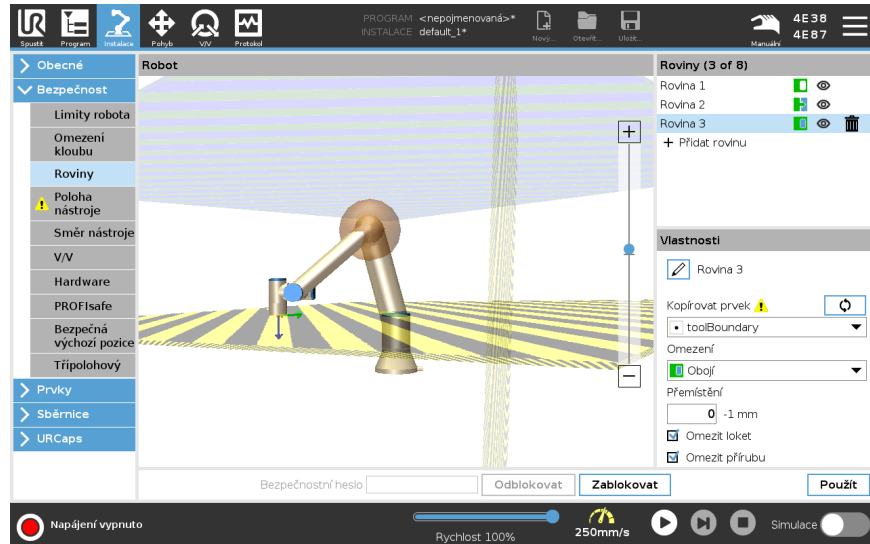 PROGRAM <nepojmenovaná>*
INSTALACE default_1*
Spustit
Program
Instalace
Pohyb
V/V
Protokol
Nový...
Otevřít...
Uložit...
Manuální
4E38
4E87
Obecné
Bezpečnost
Limity robota
Omezení
kloubu
Roviny
Poloha
nástroje
Směr nástroje
V/V
Hardware
PROFIsafe
Bezpečná
výchozí pozice
Třípolohový
Prvky
Sběrnice
URCaps
Robot
Roviny (3 of 8)
Rovina 1
Rovina 2
Rovina 3
+ Přidat rovinu
Vlastnosti
Rovina 3
Kopírovat prvek
toolBoundary
Omezení
Obojí
Přemístění
0 -1 mm
Omezit loket
Omezit přírubu
Bezpečnostní heslo
Odblokovat
Zablokovat
Použít
Napájení vypnuto
Rychlost 100%
250mm/s
Simulace